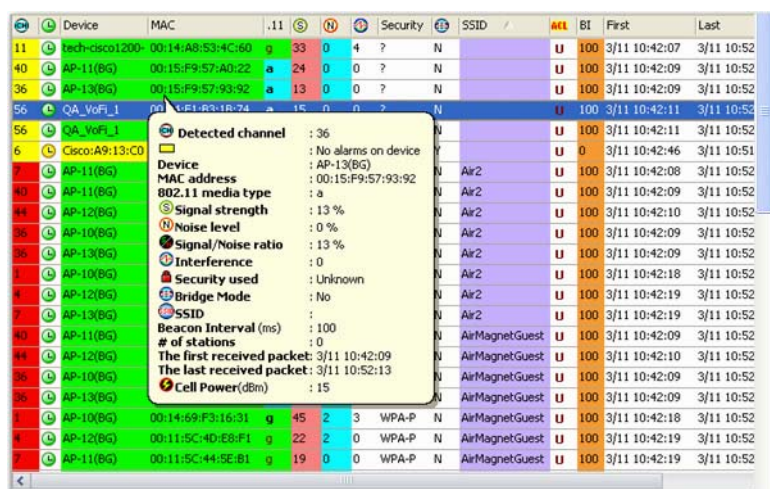 CH Device MAC .11 S N Security SSID ACL BI First Last
11 tech-cisco1200- 00:14:A8:53:4C:60 g 33 0 4 ? N U 100 3/11 10:42:07 3/11 10:52
40 AP-11(BG) 00:15:F9:57:A0:22 a 24 0 0 ? N U 100 3/11 10:42:09 3/11 10:52
36 AP-13(BG) 00:15:F9:57:93:92 a 13 0 0 ? N U 100 3/11 10:42:09 3/11 10:52
56 QA_VoFi_1 a 15 0 0 ? N U 100 3/11 10:42:11 3/11 10:52
56 QA_VoFi_1 N U 100 3/11 10:42:11 3/11 10:52
6 Cisco:A9:13:C0 Y U 0 3/11 10:42:46 3/11 10:51
7 AP-11(BG) N Air2 U 100 3/11 10:42:08 3/11 10:52
40 AP-11(BG) N Air2 U 100 3/11 10:42:09 3/11 10:52
44 AP-12(BG) N Air2 U 100 3/11 10:42:10 3/11 10:52
36 AP-10(BG) N Air2 U 100 3/11 10:42:09 3/11 10:52
36 AP-13(BG) N Air2 U 100 3/11 10:42:09 3/11 10:52
1 AP-10(BG) N Air2 U 100 3/11 10:42:18 3/11 10:52
4 AP-12(BG) N Air2 U 100 3/11 10:42:19 3/11 10:52
7 AP-13(BG) N Air2 U 100 3/11 10:42:19 3/11 10:52
40 AP-11(BG) N AirMagnetGuest U 100 3/11 10:42:09 3/11 10:52
44 AP-12(BG) N AirMagnetGuest U 100 3/11 10:42:10 3/11 10:52
36 AP-10(BG) N AirMagnetGuest U 100 3/11 10:42:09 3/11 10:52
36 AP-13(BG) N AirMagnetGuest U 100 3/11 10:42:09 3/11 10:52
1 AP-10(BG) 00:14:69:F3:16:31 g 45 2 3 WPA-P N AirMagnetGuest U 100 3/11 10:42:18 3/11 10:52
4 AP-12(BG) 00:11:5C:4D:E8:F1 g 22 2 0 WPA-P N AirMagnetGuest U 100 3/11 10:42:19 3/11 10:52
7 AP-11(BG) 00:11:5C:44:5E:B1 g 19 0 0 WPA-P N AirMagnetGuest U 100 3/11 10:42:19 3/11 10:52
Detected channel : 36
: No alarms on device
Device : AP-13(BG)
MAC address : 00:15:F9:57:93:92
802.11 media type : a
Signal strength : 13 %
Noise level : 0 %
Signal/Noise ratio : 13 %
Interference : 0
Security used : Unknown
Bridge Mode : No
SSID :
Beacon Interval (ms) : 100
# of stations : 0
The first received packet: 3/11 10:42:09
The last received packet: 3/11 10:52:13
Cell Power(dBm) : 15